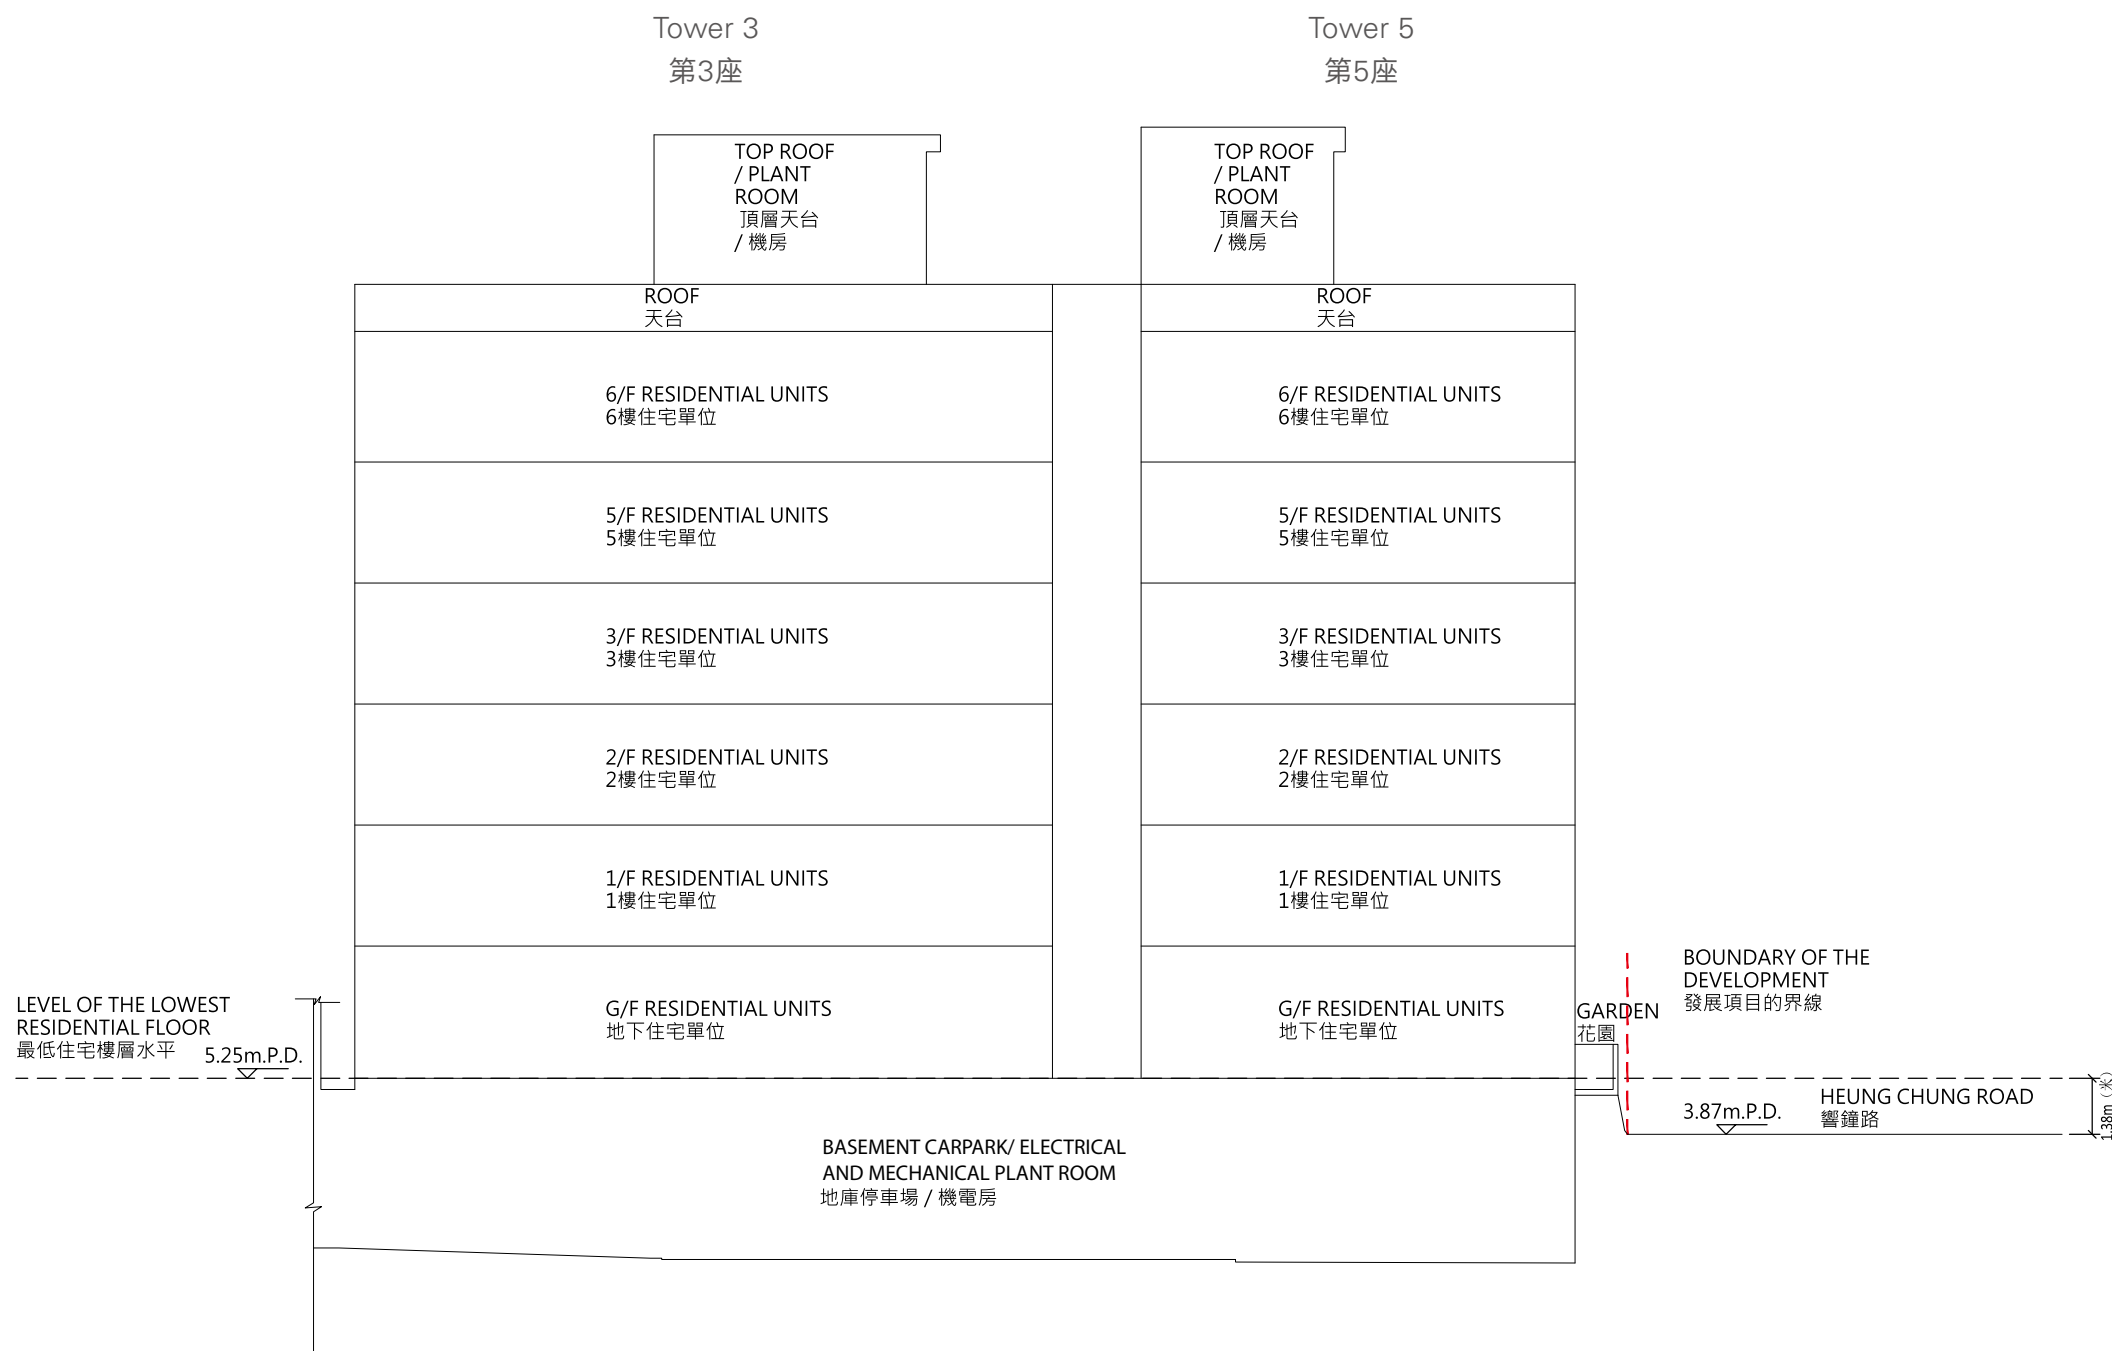 Tower 3
第3座
Tower 5
第5座
TOP ROOF
/ PLANT
ROOM
頂層天台
/ 機房
TOP ROOF
/ PLANT
ROOM
頂層天台
/ 機房
ROOF
天台
ROOF
天台
6/F RESIDENTIAL UNITS
6樓住宅單位
6/F RESIDENTIAL UNITS
6樓住宅單位
5/F RESIDENTIAL UNITS
5樓住宅單位
5/F RESIDENTIAL UNITS
5樓住宅單位
3/F RESIDENTIAL UNITS
3樓住宅單位
3/F RESIDENTIAL UNITS
3樓住宅單位
2/F RESIDENTIAL UNITS
2樓住宅單位
2/F RESIDENTIAL UNITS
2樓住宅單位
1/F RESIDENTIAL UNITS
1樓住宅單位
1/F RESIDENTIAL UNITS
1樓住宅單位
G/F RESIDENTIAL UNITS
地下住宅單位
G/F RESIDENTIAL UNITS
地下住宅單位
LEVEL OF THE LOWEST
RESIDENTIAL FLOOR
最低住宅樓層水平
5.25m.P.D.
GARDEN
花園
BOUNDARY OF THE
DEVELOPMENT
發展項目的界線
3.87m.P.D.
HEUNG CHUNG ROAD
響鐘路
1.38m（米）
BASEMENT CARPARK/ ELECTRICAL
AND MECHANICAL PLANT ROOM
地庫停車場 / 機電房